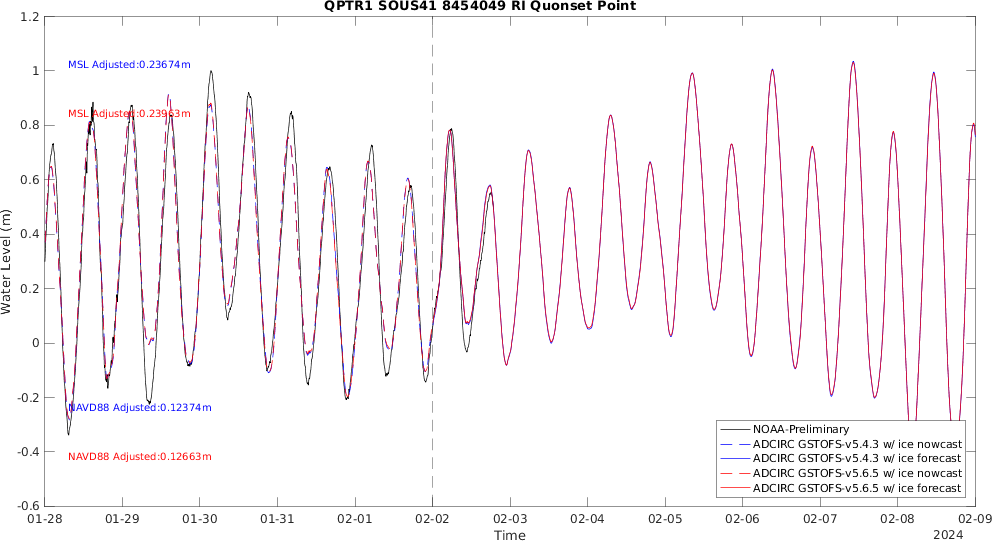 QPTR1 SOUS41 8454049 RI Quonset Point
1.2
1
0.8
0.6
0.4
0.2
0
-0.2
-0.4
-0.6
Water Level (m)
MSL Adjusted:0.23674m
MSL Adjusted:0.23963m
NAVD88 Adjusted:0.12374m
NAVD88 Adjusted:0.12663m
NOAA-Preliminary
ADCIRC GSTOFS-v5.4.3 w/ ice nowcast
ADCIRC GSTOFS-v5.4.3 w/ ice forecast
ADCIRC GSTOFS-v5.6.5 w/ ice nowcast
ADCIRC GSTOFS-v5.6.5 w/ ice forecast
01-28 01-29 01-30 01-31 02-01 02-02 02-03 02-04 02-05 02-06 02-07 02-08 02-09
Time
2024